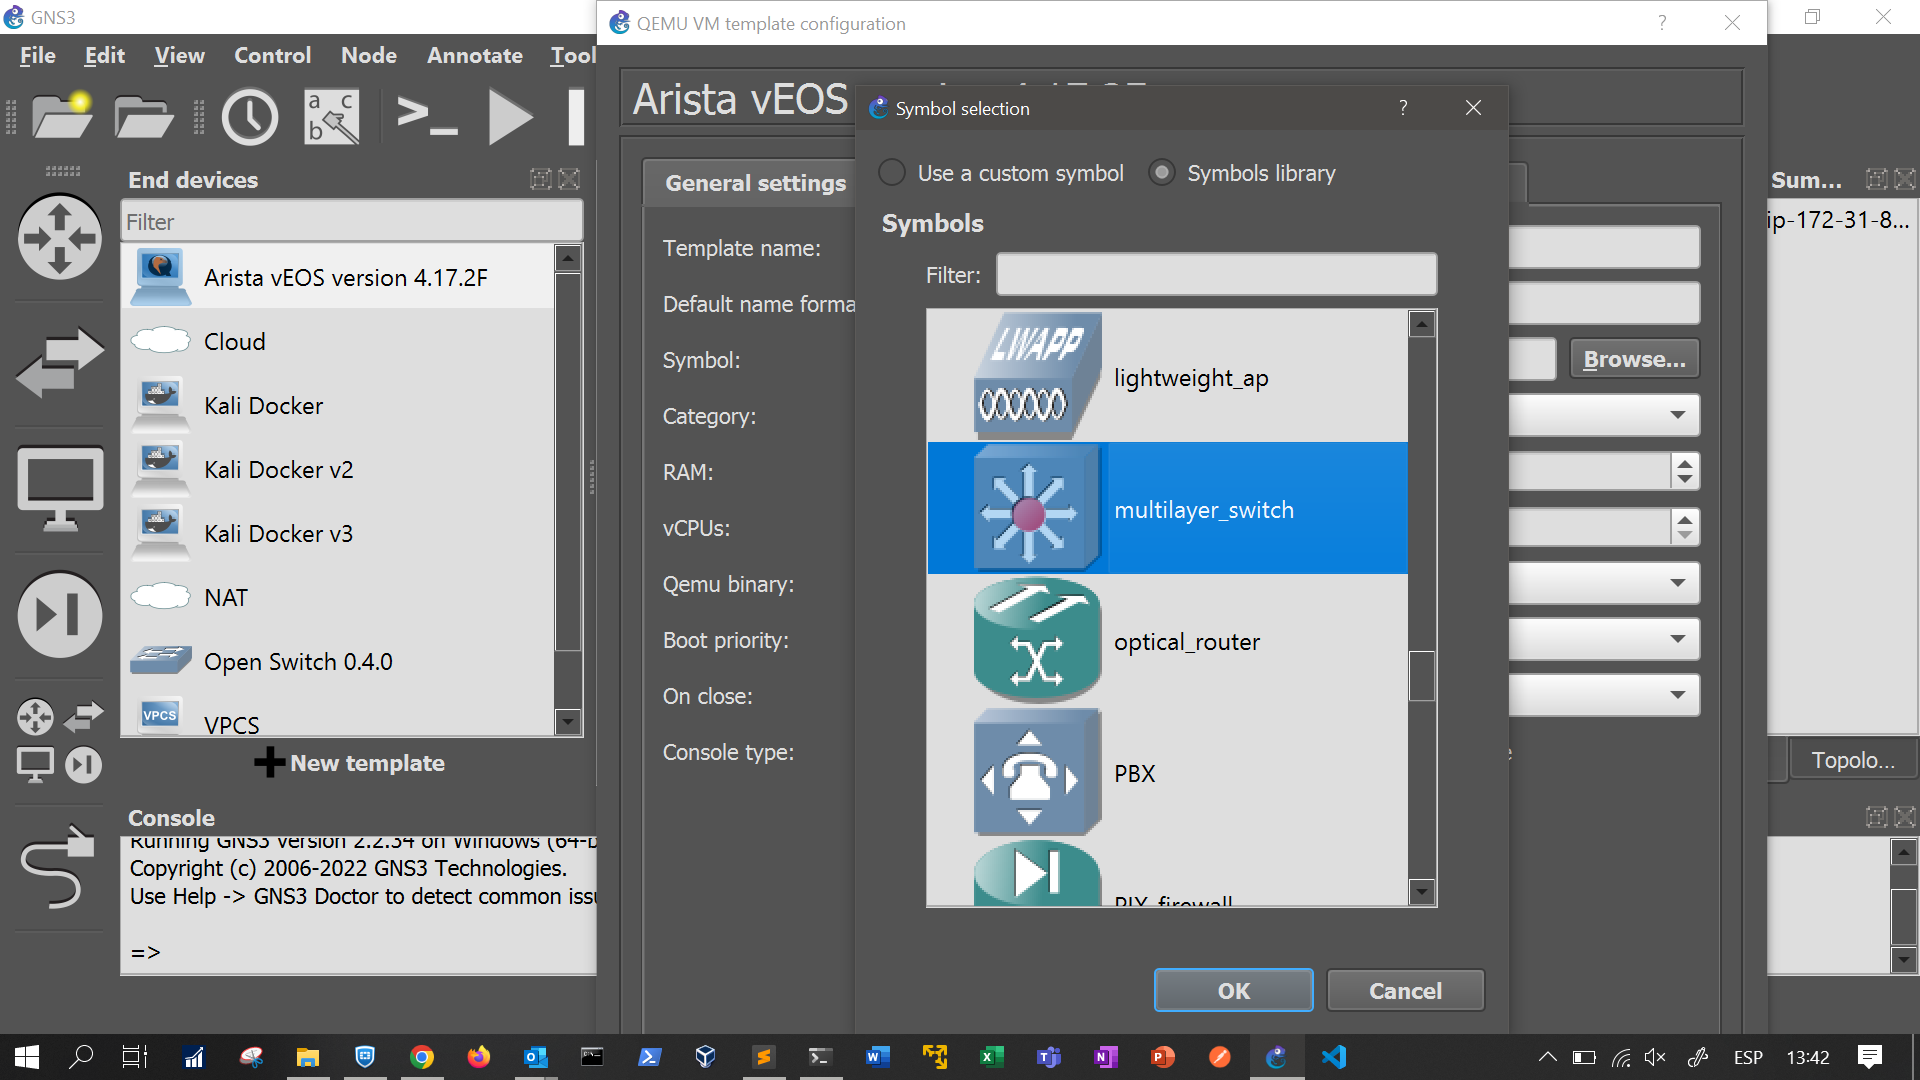 GNS3
File Edit View Control Node Annotate Tool
a c
b
End devices
Filter
Arista vEOS version 4.17.2F
Cloud
Kali Docker
Kali Docker v2
Kali Docker v3
NAT
Open Switch 0.4.0
VPCS
VPCS
New template
Console
Running GNS3 version 2.2.34 on Windows (64-b
Copyright (c) 2006-2022 GNS3 Technologies.
Use Help -> GNS3 Doctor to detect common issu
=>
QEMU VM template configuration
Arista vEOS
General settings
Template name:
Default name forma
Symbol:
Category:
RAM:
vCPUs:
Qemu binary:
Boot priority:
On close:
Console type:
Browse...
Symbol selection
Use a custom symbol
Symbols library
Symbols
Filter:
LWAPP
lightweight_ap
multilayer_switch
optical_router
PBX
PIX_firewall
OK
Cancel
Sum...
ip-172-31-8...
Topolo...
ESP
13:42